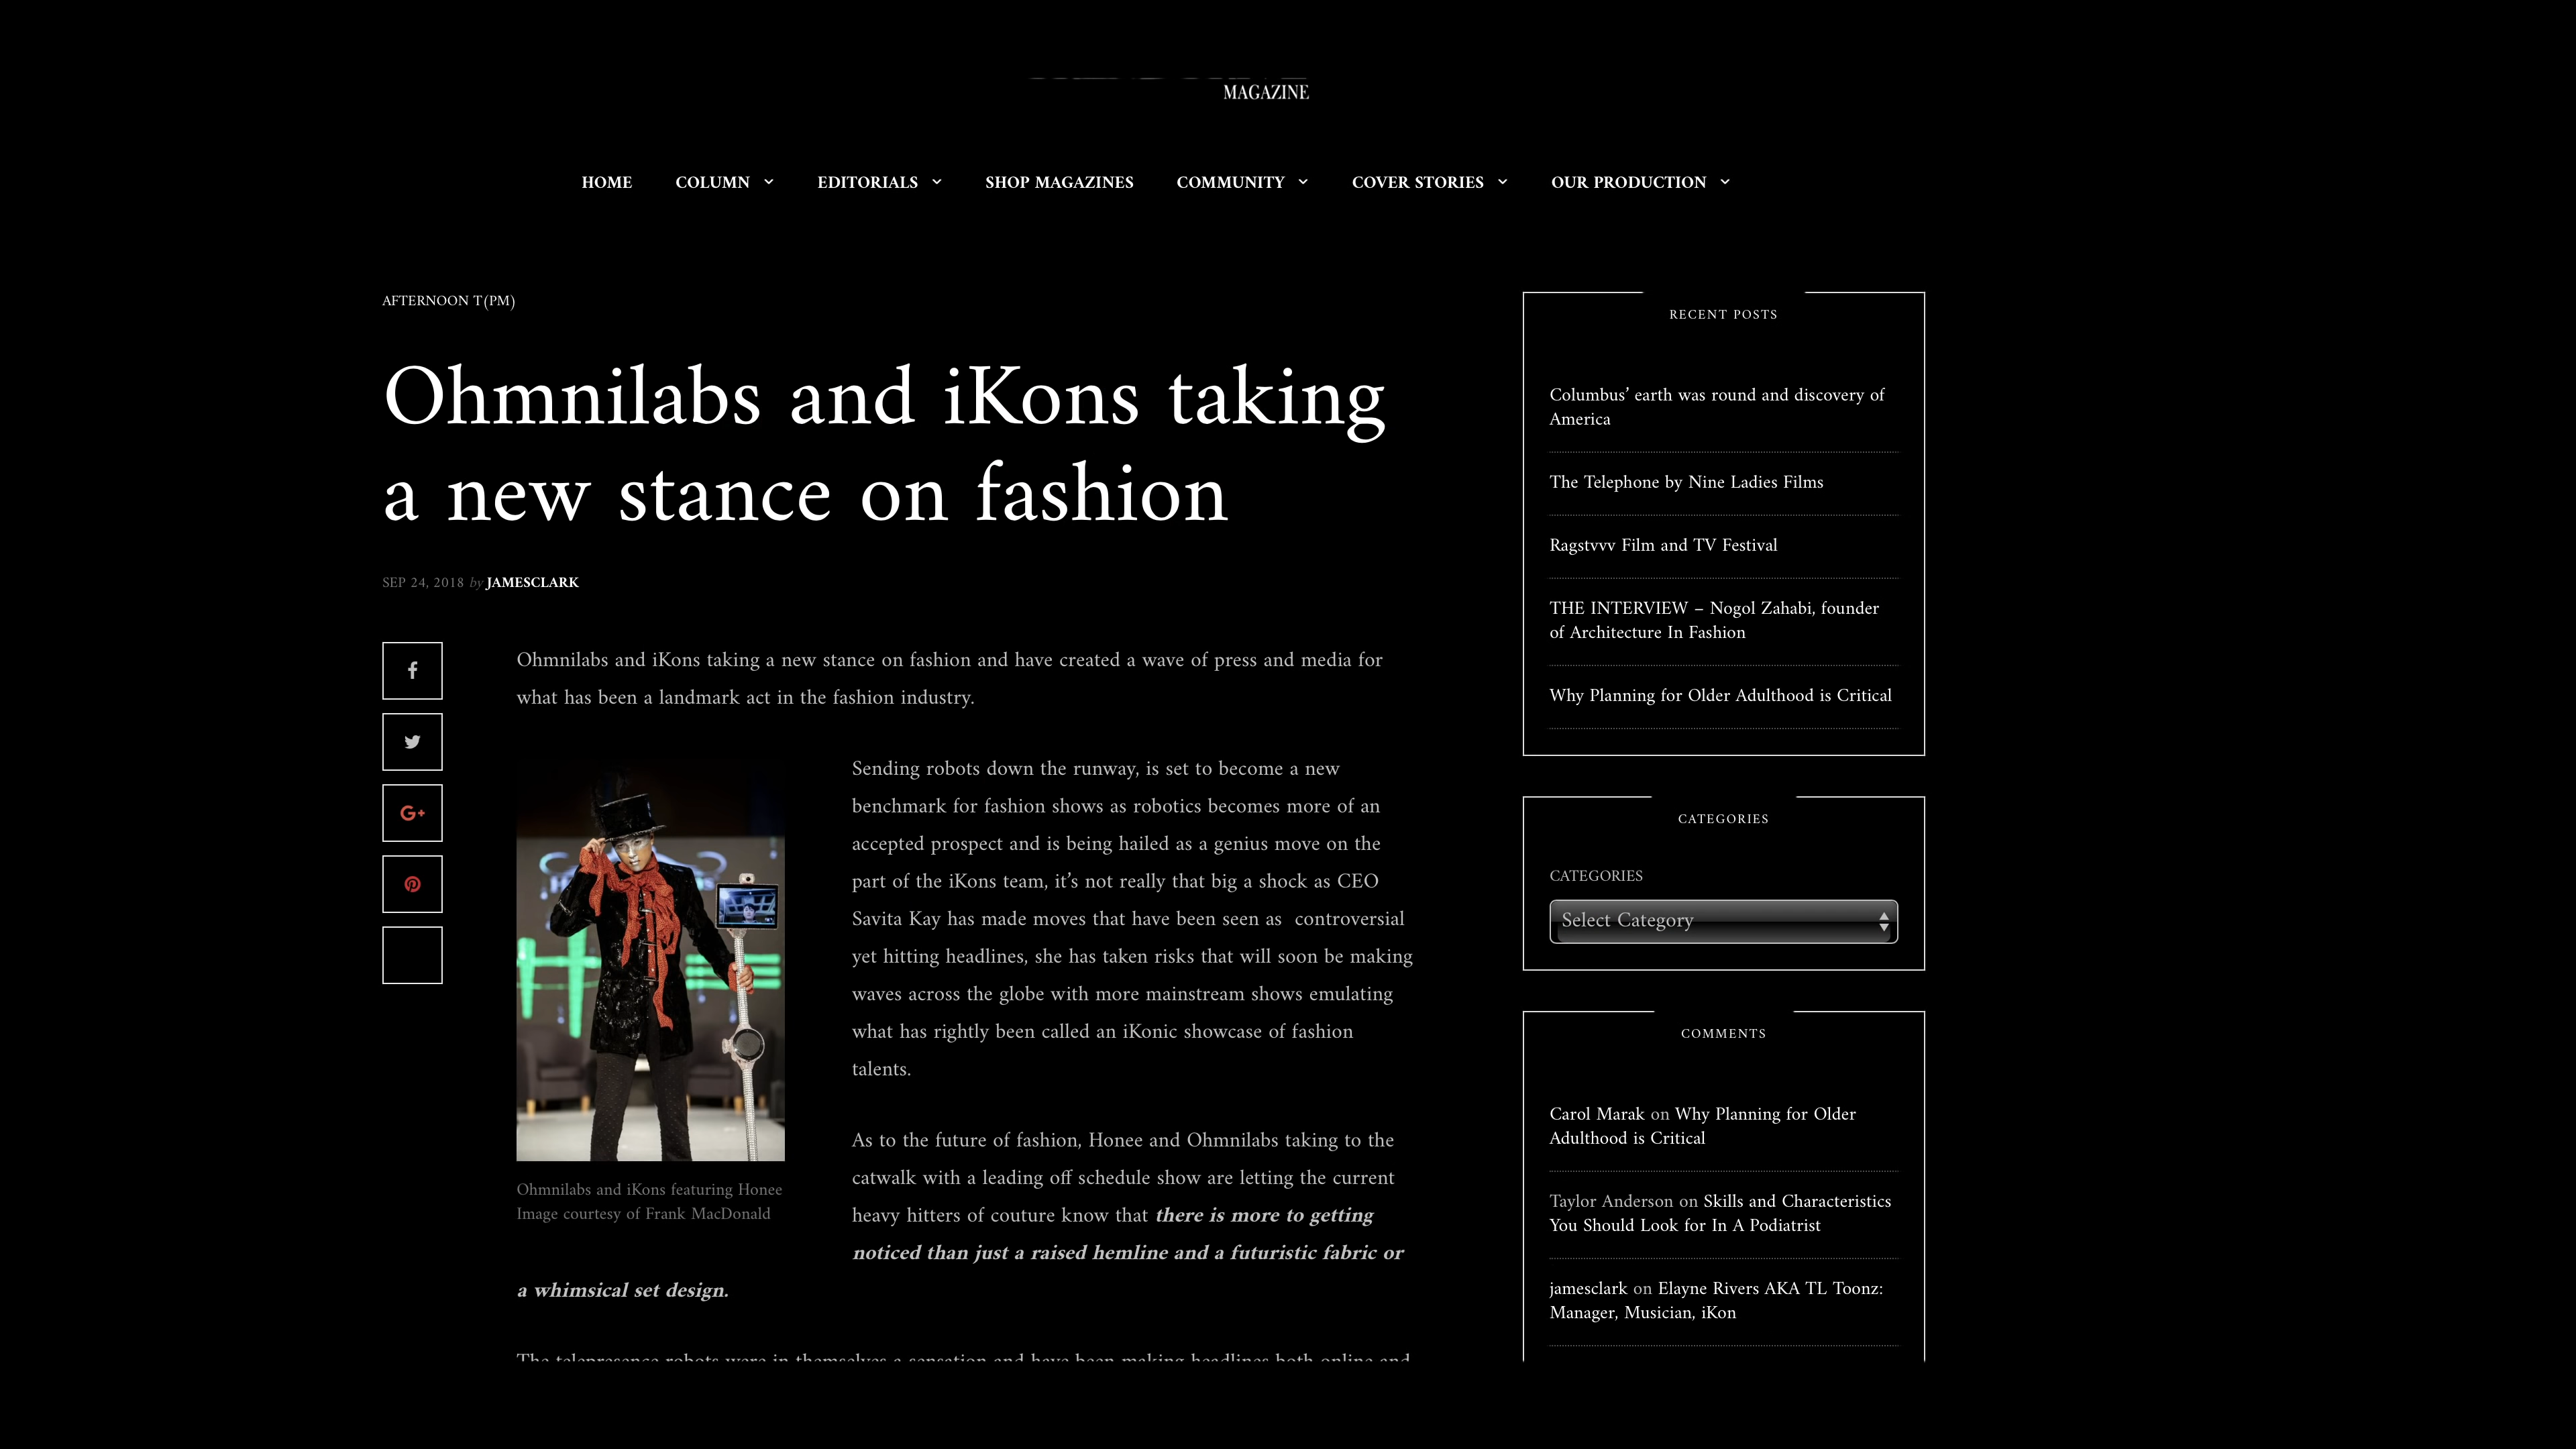 MAGAZINE
HOME COLUMN EDITORIALS SHOP MAGAZINES COMMUNITY COVER STORIES OUR PRODUCTION
AFTERNOON T(PM)
Ohmnilabs and iKons taking
a new stance on fashion
SEP 24, 2018 by JAMESCLARK
Ohmnilabs and iKons taking a new stance on fashion and have created a wave of press and media for
what has been a landmark act in the fashion industry.
Sending robots down the runway, is set to become a new
benchmark for fashion shows as robotics becomes more of an
accepted prospect and is being hailed as a genius move on the
part of the iKons team, it’s not really that big a shock as CEO
Savita Kay has made moves that have been seen as  controversial
yet hitting headlines, she has taken risks that will soon be making
waves across the globe with more mainstream shows emulating
what has rightly been called an iKonic showcase of fashion
talents.
Ohmnilabs and iKons featuring Honee
Image courtesy of Frank MacDonald
As to the future of fashion, Honee and Ohmnilabs taking to the
catwalk with a leading off schedule show are letting the current
heavy hitters of couture know that there is more to getting
noticed than just a raised hemline and a futuristic fabric or
a whimsical set design.
The telepresence robots were in themselves a sensation and have been making headlines both online and
RECENT POSTS
Columbus’ earth was round and discovery of
America
The Telephone by Nine Ladies Films
Ragstvvv Film and TV Festival
THE INTERVIEW – Nogol Zahabi, founder
of Architecture In Fashion
Why Planning for Older Adulthood is Critical
CATEGORIES
CATEGORIES
Select Category
COMMENTS
Carol Marak on Why Planning for Older
Adulthood is Critical
Taylor Anderson on Skills and Characteristics
You Should Look for In A Podiatrist
jamesclark on Elayne Rivers AKA TL Toonz:
Manager, Musician, iKon